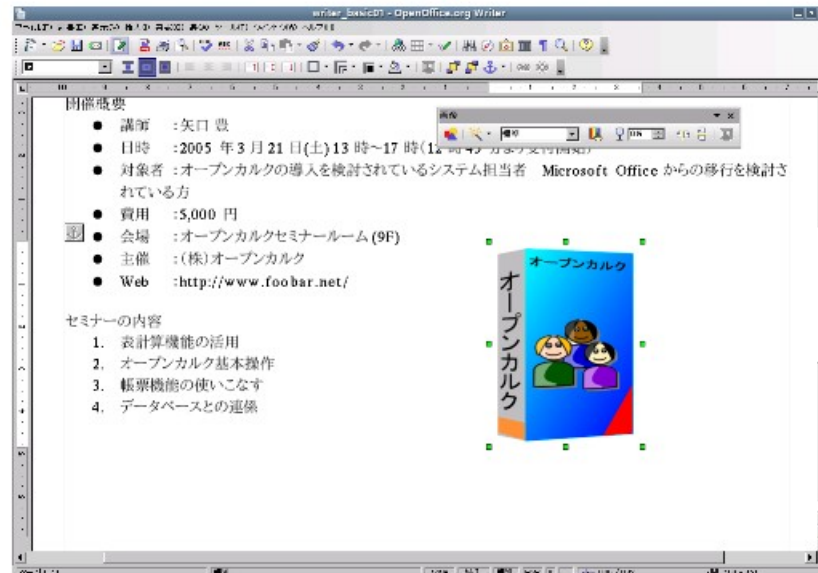 writer_basic01 - OpenOffice.org Writer
画像
開催概要
● 講師 :矢口 豊
● 日時 :2005 年 3 月 21 日(土) 13 時~17 時(12
● 対象者 :オープンカルクの導入を検討されているシステム担当者 Microsoft Office からの移行を検討さ
れている方
● 費用 :5,000 円
● 会場 :オープンカルクセミナールーム (9F)
● 主催 :(株)オープンカルク
● Web :http://www.foobar.net/
セミナーの内容
1. 表計算機能の活用
2. オープンカルク基本操作
3. 帳票機能の使いこなす
4. データベースとの連係
オープンカルク
オープンカルク